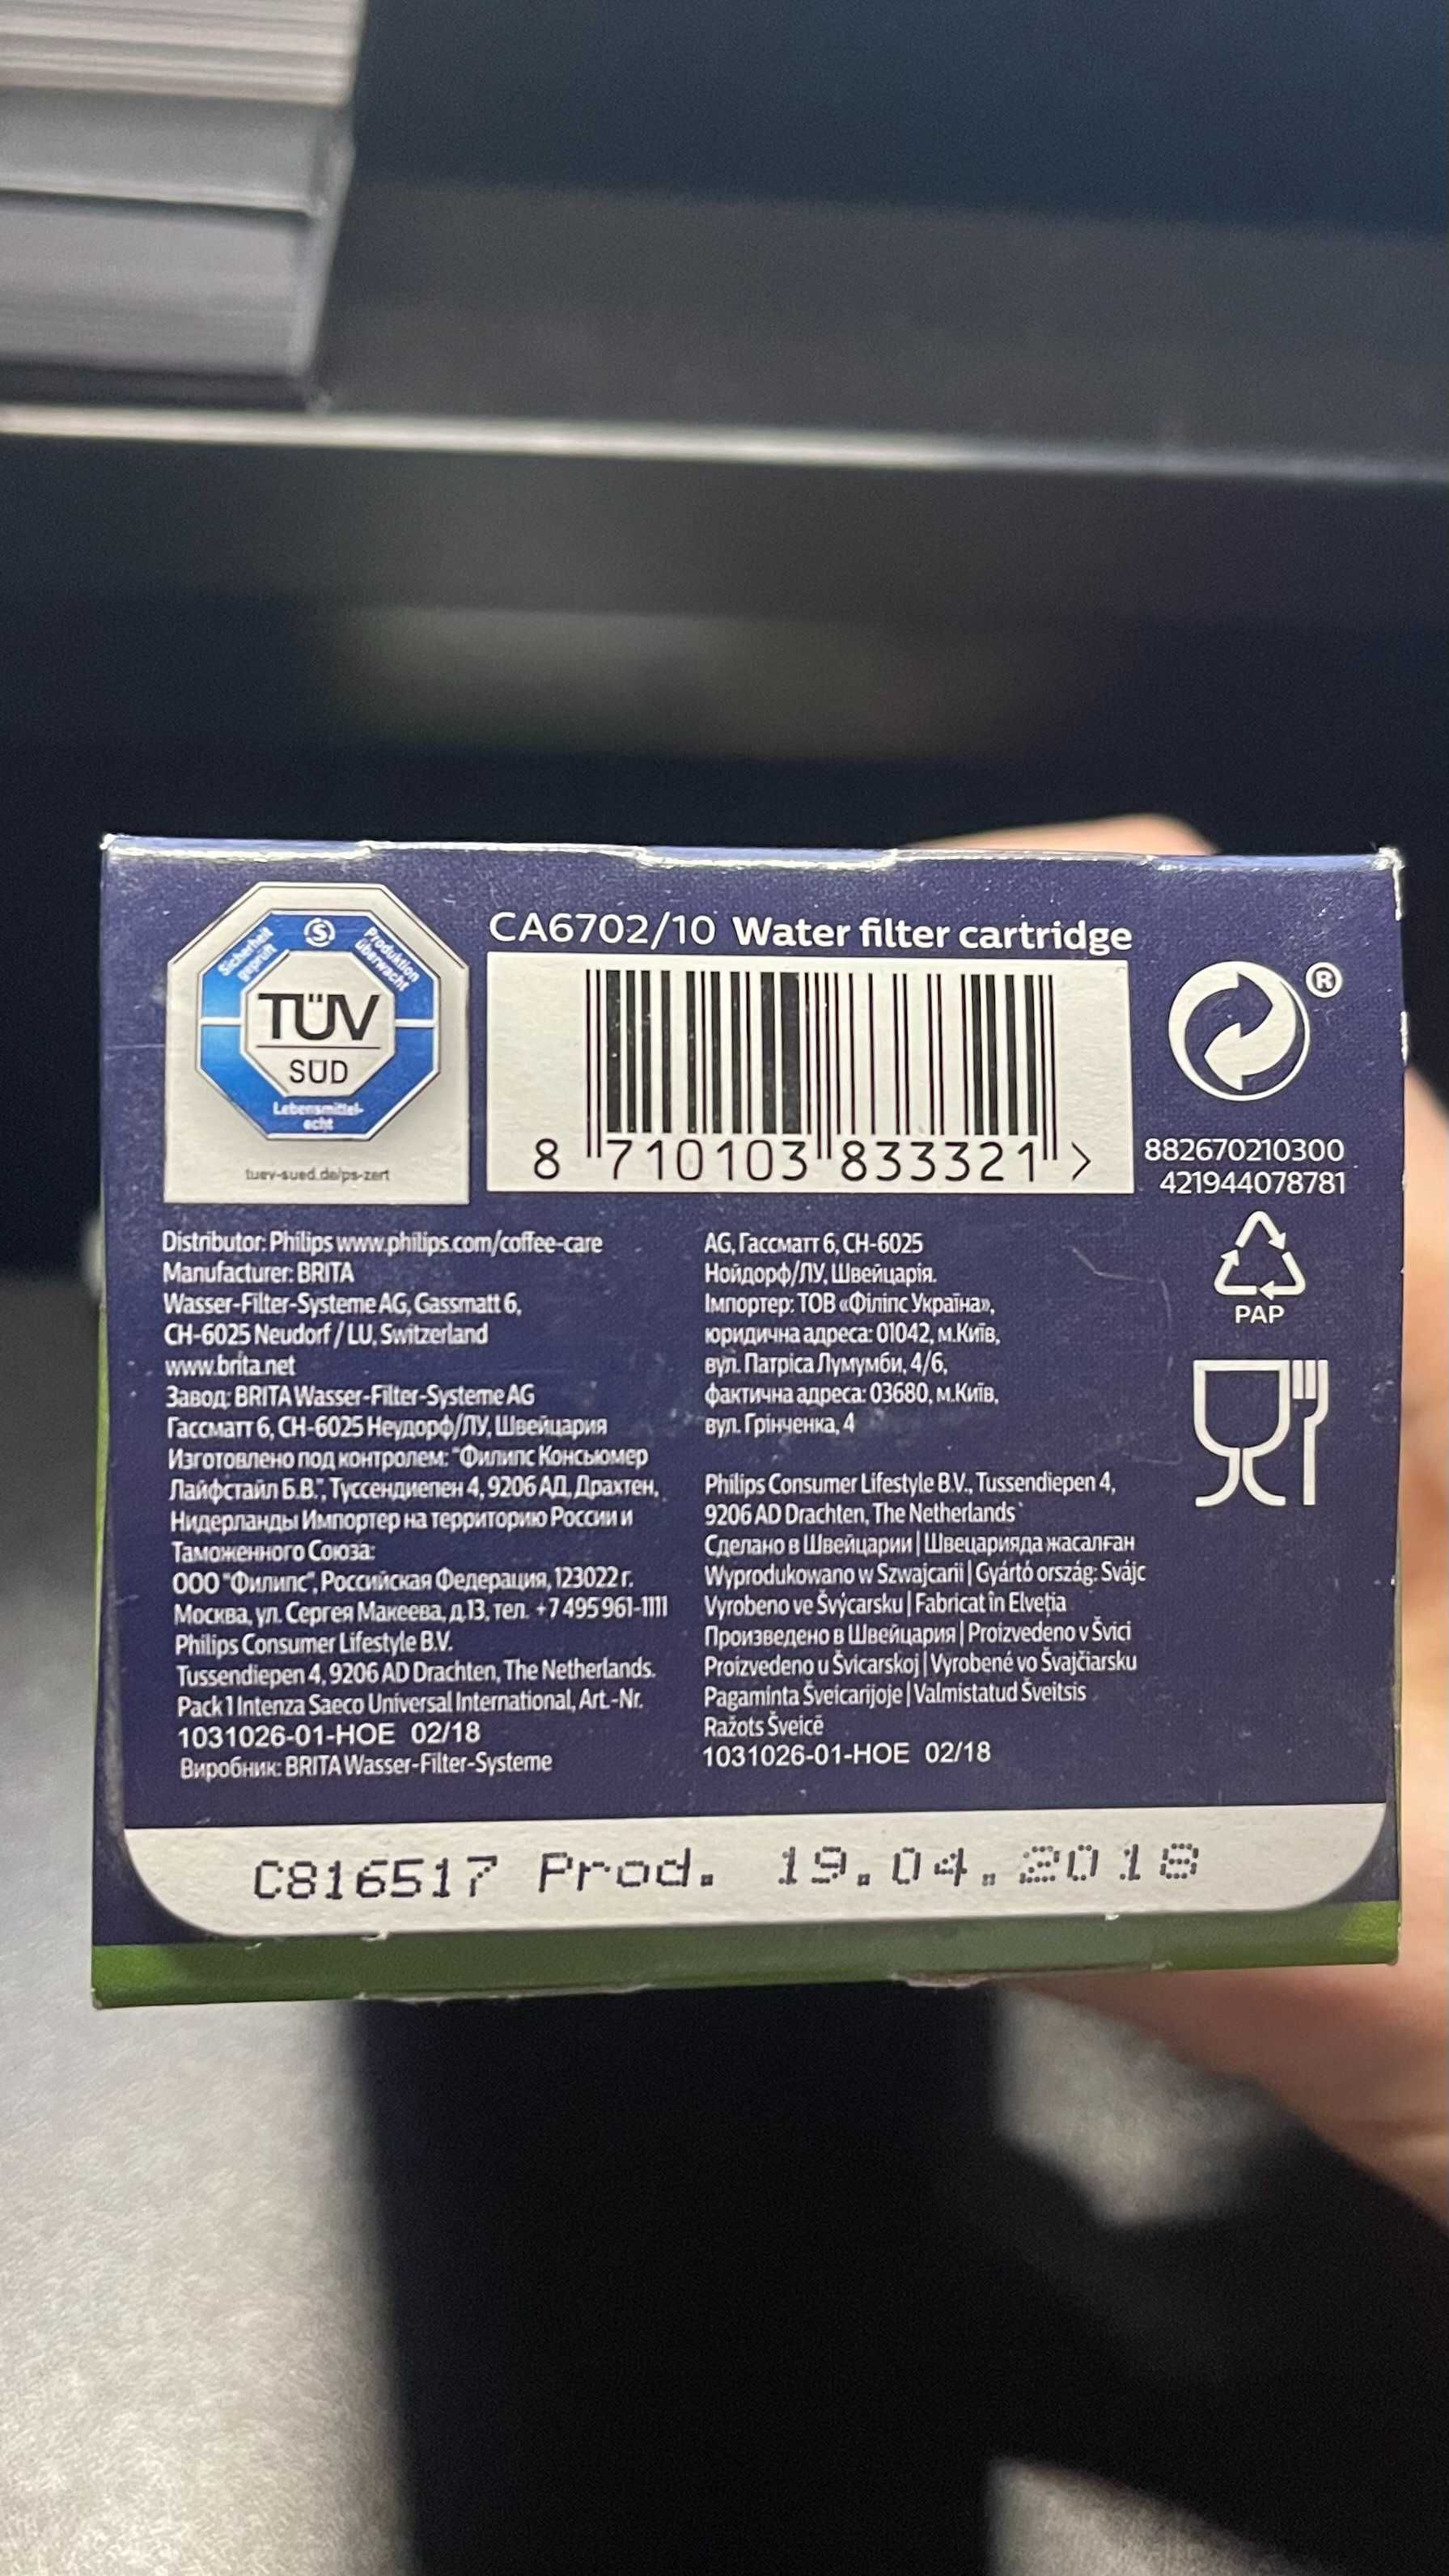 CA6702/10 Water filter cartridge
Sicherheit geprüft
S
Produktion überwacht
TÜV
SÜD
Lebensmittel-
echt
tuev-sued.de/ps-zert
8 710103 833321 >
®
882670210300
421944078781
PAP
Distributor: Philips www.philips.com/coffee-care
Manufacturer: BRITA
Wasser-Filter-Systeme AG, Gassmatt 6,
CH-6025 Neudorf / LU, Switzerland
www.brita.net
Завод: BRITA Wasser-Filter-Systeme AG
Гассматт 6, CH-6025 Неудорф/ЛУ, Швейцария
Изготовлено под контролем: "Филипс Консьюмер
Лайфстайл Б.В.", Туссендиепен 4, 9206 АД, Драхтен,
Нидерланды Импортер на территорию России и
Таможенного Союза:
ООО "Филипс", Российская Федерация, 123022 г.
Москва, ул. Сергея Макеева, д.13, тел. +7 495 961-1111
Philips Consumer Lifestyle B.V.
Tussendiepen 4, 9206 AD Drachten, The Netherlands.
Pack 1 Intenza Saeco Universal International, Art.-Nr.
1031026-01-HOE 02/18
Виробник: BRITA Wasser-Filter-Systeme
AG, Гассматт 6, CH-6025
Нойдорф/ЛУ, Швейцарія.
Імпортер: ТОВ «Філіпс Україна»,
юридична адреса: 01042, м.Київ,
вул. Патріса Лумумби, 4/6,
фактична адреса: 03680, м.Київ,
вул. Грінченка, 4
Philips Consumer Lifestyle B.V., Tussendiepen 4,
9206 AD Drachten, The Netherlands
Сделано в Швейцарии | Швецарияда жасалған
Wyprodukowano w Szwajcarii | Gyártó ország: Svájc
Vyrobeno ve Švýcarsku | Fabricat în Elveția
Произведено в Швейцария | Proizvedeno v Švici
Proizvedeno u Švicarskoj | Vyrobené vo Švajčiarsku
Pagaminta Šveicarijoje | Valmistatud Šveitsis
Ražots Šveicē
1031026-01-HOE 02/18
C816517 Prod. 19.04.2018